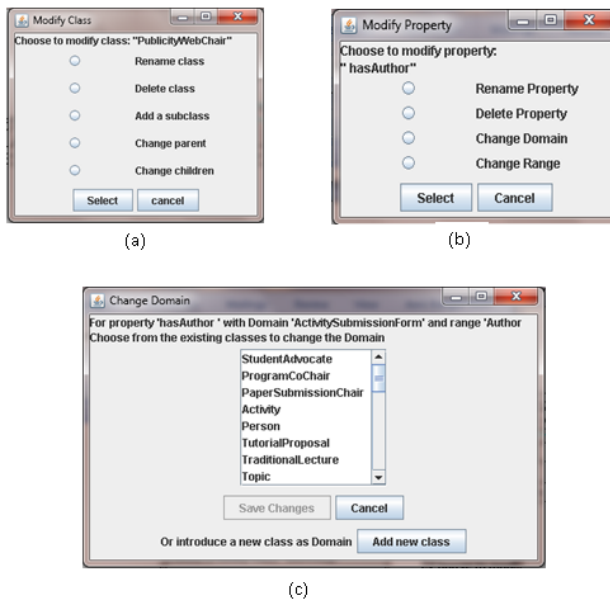 Modify Class
Choose to modify class: "PublicityWebChair"
Rename class
Delete class
Add a subclass
Change parent
Change children
Select cancel
(a)
Modify Property
Choose to modify property:
" hasAuthor"
Rename Property
Delete Property
Change Domain
Change Range
Select Cancel
(b)
Change Domain
For property 'hasAuthor ' with Domain 'ActivitySubmissionForm' and range 'Author
Choose from the existing classes to change the Domain
StudentAdvocate
ProgramCoChair
PaperSubmissionChair
Activity
Person
TutorialProposal
TraditionalLecture
Topic
Save Changes Cancel
Or introduce a new class as Domain Add new class
(c)